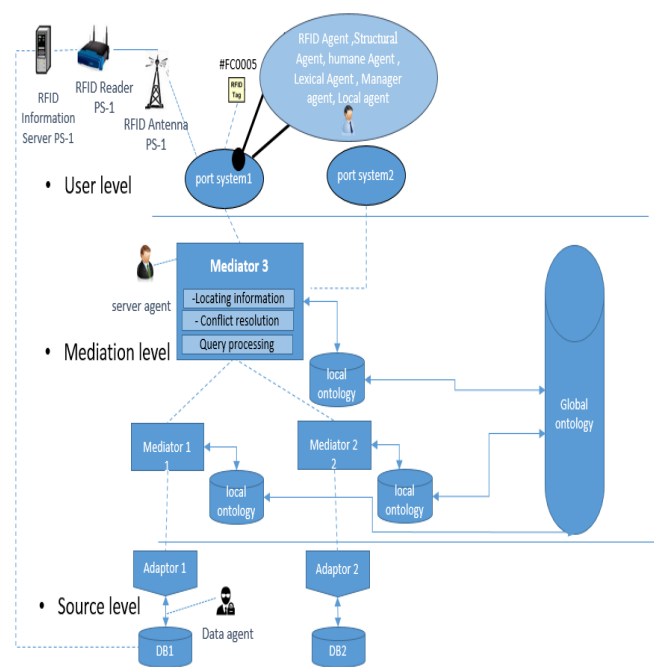 RFID Agent ,Structural
Agent, humane Agent ,
Lexical Agent , Manager
agent, Local agent
#FC0005
RFID
Tag
RFID
Information
Server PS-1
RFID Reader
PS-1
RFID Antenna
PS-1
port system1
port system2
• User level
Mediator 3
-Locating information
- Conflict resolution
Query processing
server agent
• Mediation level
local
ontology
Global
ontology
Mediator 1
1
Mediator 2
2
local
ontology
local
ontology
Adaptor 1
Adaptor 2
• Source level
Data agent
DB1
DB2